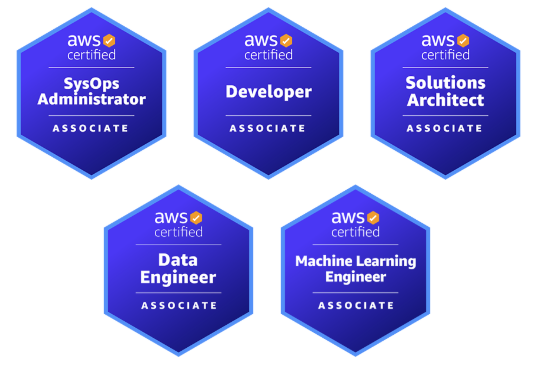 aws
certified
SysOps
Administrator
ASSOCIATE
aws
certified
Developer
ASSOCIATE
aws
certified
Solutions
Architect
ASSOCIATE
aws
certified
Data
Engineer
ASSOCIATE
aws
certified
Machine Learning
Engineer
ASSOCIATE